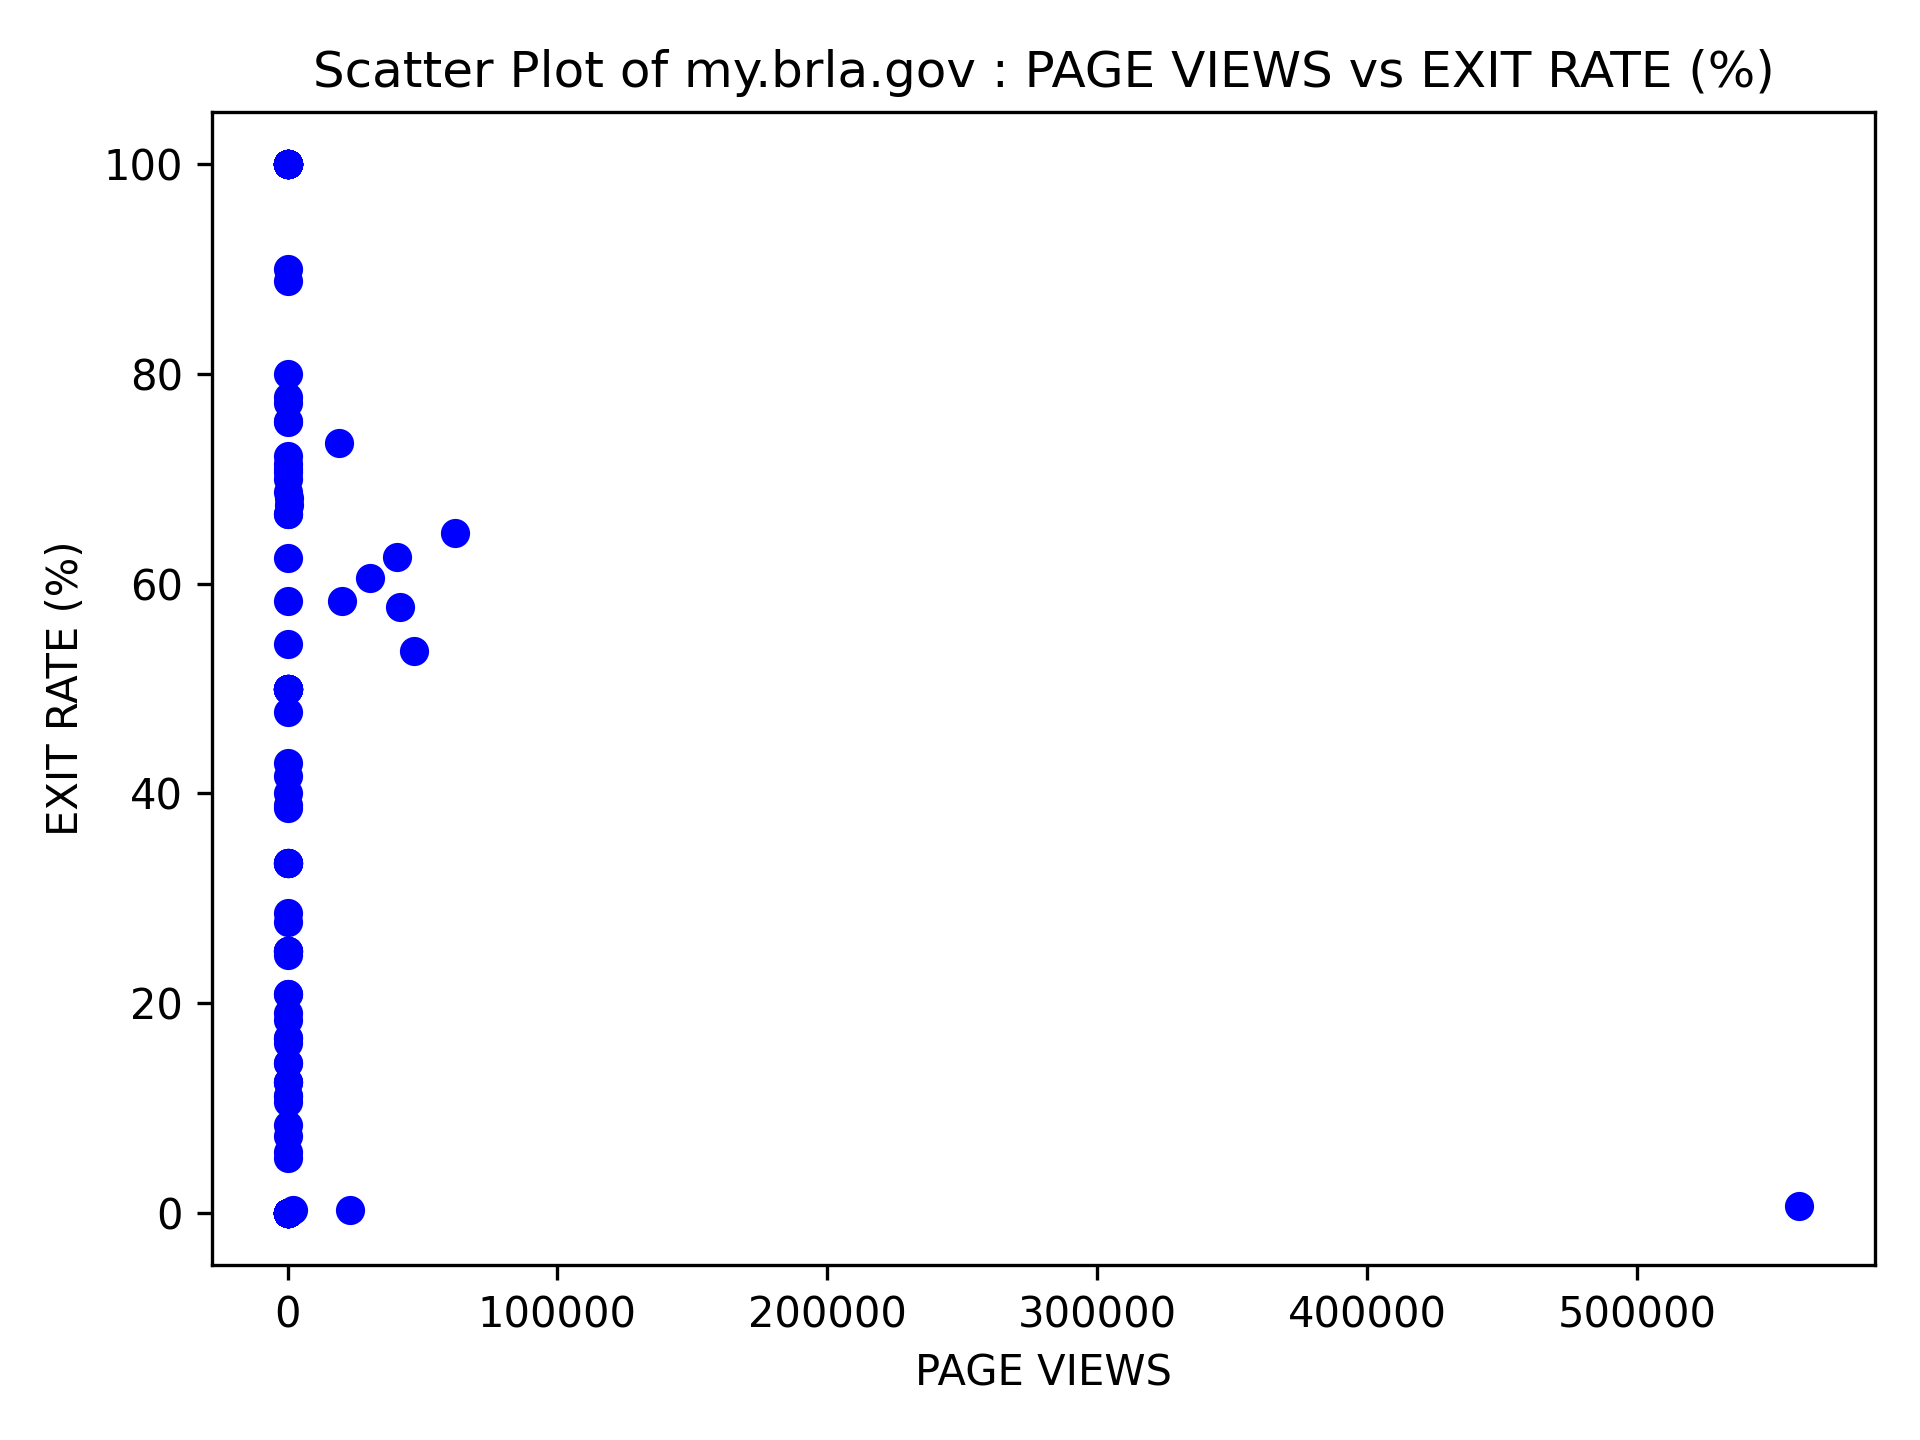 Scatter Plot of my.brla.gov : PAGE VIEWS vs EXIT RATE (%)
EXIT RATE (%)
100
80
60
40
20
0
0 100000 200000 300000 400000 500000
PAGE VIEWS